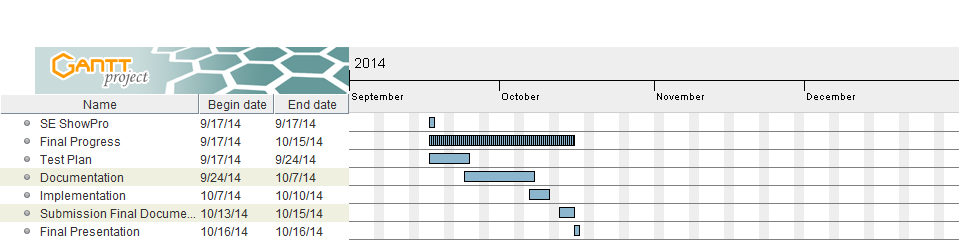 GANTT
project
2014
September October November December
Name Begin date End date
SE ShowPro 9/17/14 9/17/14
Final Progress 9/17/14 10/15/14
Test Plan 9/17/14 9/24/14
Documentation 9/24/14 10/7/14
Implementation 10/7/14 10/10/14
Submission Final Docume... 10/13/14 10/15/14
Final Presentation 10/16/14 10/16/14